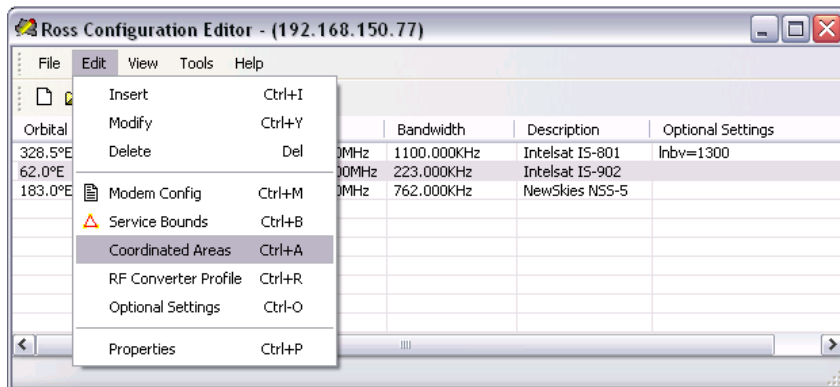 Ross Configuration Editor - (192.168.150.77)
File Edit View Tools Help
Insert Ctrl+I
Modify Ctrl+Y
Delete Del
Modem Config Ctrl+M
Service Bounds Ctrl+B
Coordinated Areas Ctrl+A
RF Converter Profile Ctrl+R
Optional Settings Ctrl-O
Properties Ctrl+P
Orbital Bandwidth Description Optional Settings
328.5°E 0MHz 1100.000KHz Intelsat IS-801 lnbv=1300
62.0°E 00MHz 223.000KHz Intelsat IS-902
183.0°E 0MHz 762.000KHz NewSkies NSS-5